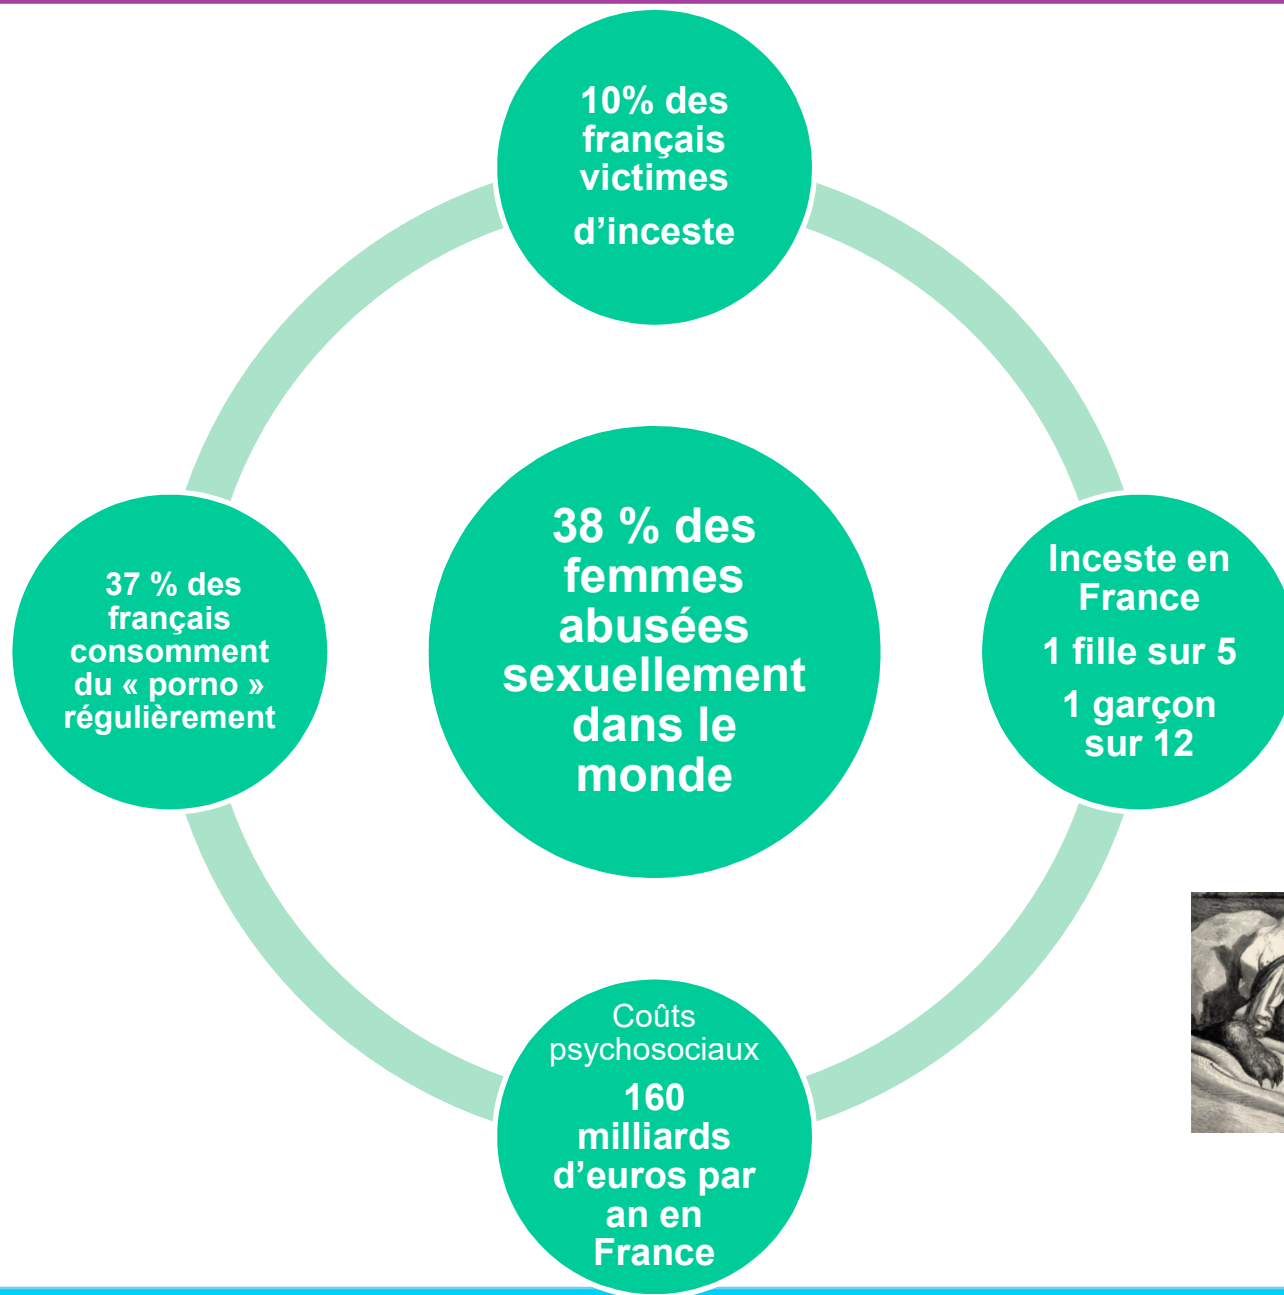 10% des
français
victimes
d’inceste
38 % des
femmes
abusées
sexuellement
dans le
monde
37 % des
français
consomment
du « porno »
régulièrement
Inceste en
France
1 fille sur 5
1 garçon
sur 12
Coûts
psychosociaux
160
milliards
d’euros par
an en
France